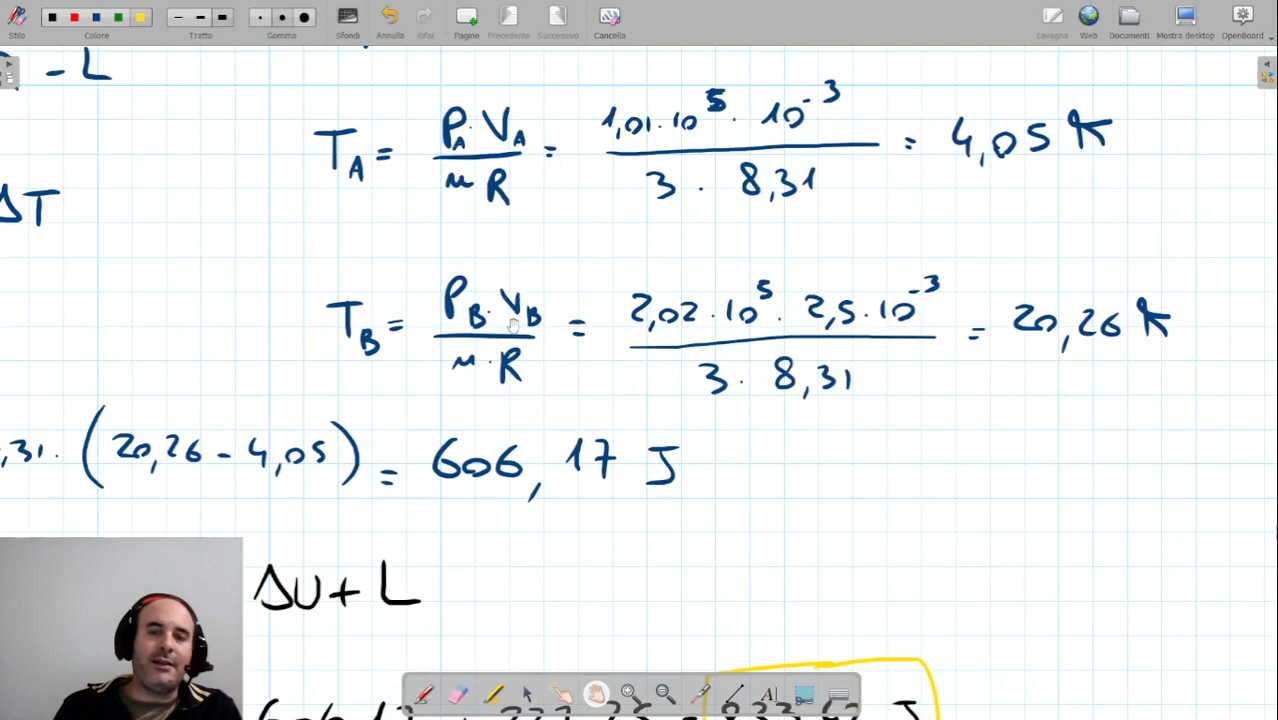 Stilo Colore Tratto Gomma Sfondi Annulla Rifai Pagine Precedente Successivo Cancella Lavagna Web Documenti Mostra desktop OpenBoard
- L
T_A = P_A · V_A / n R = 1,01 · 10^5 · 10^-3 / 3 · 8,31 = 4,05 K
ΔT
T_B = P_B · V_B / n · R = 2,02 · 10^5 · 2,5 · 10^-3 / 3 · 8,31 = 20,26 K
,31 · (20,26 - 4,05) = 606,17 J
ΔU + L
J